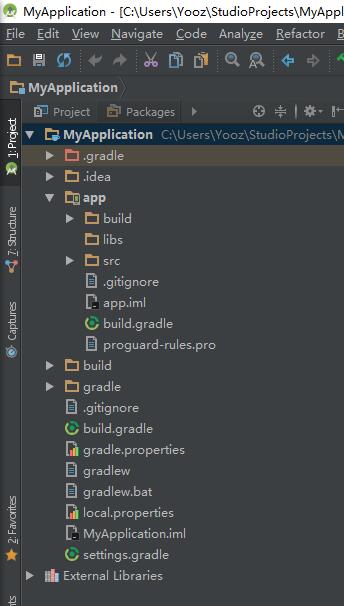 MyApplication - [C:\Users\Yooz\StudioProjects\MyAppl
File Edit View Navigate Code Analyze Refactor B
MyApplication
Project Packages
MyApplication C:\Users\Yooz\StudioProjects\M
.gradle
.idea
app
build
libs
src
.gitignore
app.iml
build.gradle
proguard-rules.pro
build
gradle
.gitignore
build.gradle
gradle.properties
gradlew
gradlew.bat
local.properties
MyApplication.iml
settings.gradle
External Libraries
1: Project
7: Structure
Captures
2: Favorites